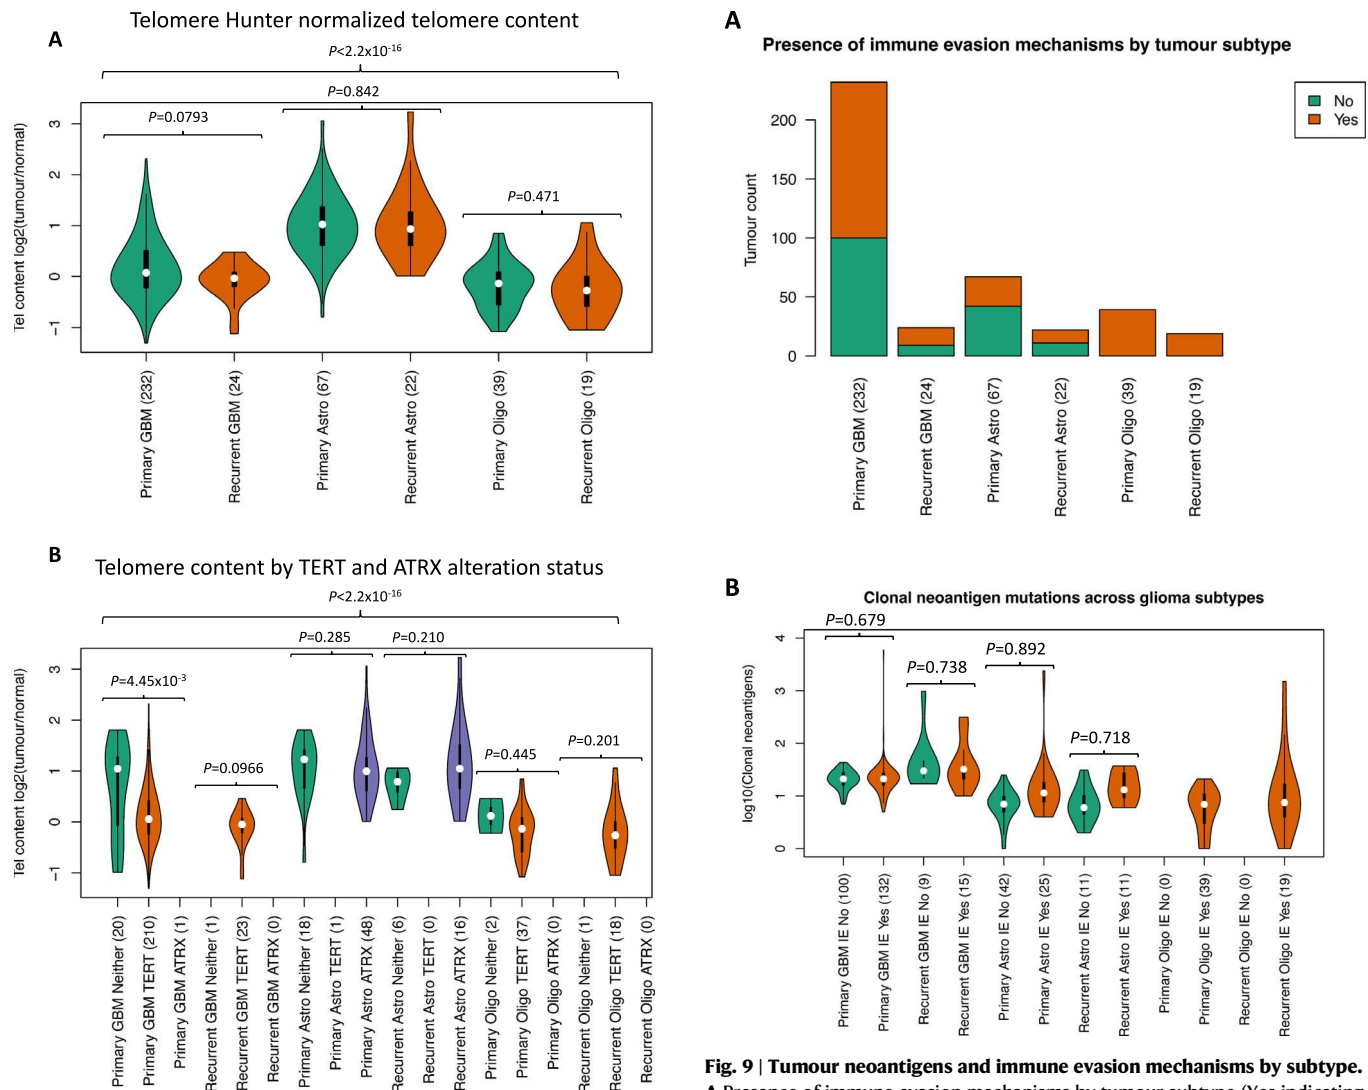 Telomere Hunter normalized telomere content
A
P<2.2x10-16
P=0.842
P=0.0793
P=0.471
Tel content log2(tumour/normal)
3
2
1
0
−1
Primary GBM (232)
Recurrent GBM (24)
Primary Astro (67)
Recurrent Astro (22)
Primary Oligo (39)
Recurrent Oligo (19)
B
Telomere content by TERT and ATRX alteration status
P<2.2x10-16
P=0.285
P=0.210
P=4.45x10-3
P=0.0966
P=0.445
P=0.201
Tel content log2(tumour/normal)
3
2
1
0
−1
Primary GBM Neither (20)
Primary GBM TERT (210)
Primary GBM ATRX (1)
Recurrent GBM Neither (1)
Recurrent GBM TERT (23)
Recurrent GBM ATRX (0)
Primary Astro Neither (18)
Primary Astro TERT (1)
Primary Astro ATRX (48)
Recurrent Astro Neither (6)
Recurrent Astro TERT (0)
Recurrent Astro ATRX (16)
Primary Oligo Neither (2)
Primary Oligo TERT (37)
Primary Oligo ATRX (0)
Recurrent Oligo Neither (1)
Recurrent Oligo TERT (18)
Recurrent Oligo ATRX (0)
A
Presence of immune evasion mechanisms by tumour subtype
No
Yes
Tumour count
200
150
100
50
0
Primary GBM (232)
Recurrent GBM (24)
Primary Astro (67)
Recurrent Astro (22)
Primary Oligo (39)
Recurrent Oligo (19)
B
Clonal neoantigen mutations across glioma subtypes
P=0.679
P=0.738
P=0.892
P=0.718
log10(Clonal neoantigens)
4
3
2
1
0
Primary GBM IE No (100)
Primary GBM IE Yes (132)
Recurrent GBM IE No (9)
Recurrent GBM IE Yes (15)
Primary Astro IE No (42)
Primary Astro IE Yes (25)
Recurrent Astro IE No (11)
Recurrent Astro IE Yes (11)
Primary Oligo IE No (0)
Primary Oligo IE Yes (39)
Recurrent Oligo IE No (0)
Recurrent Oligo IE Yes (19)
Fig. 9 | Tumour neoantigens and immune evasion mechanisms by subtype.
A Presence of immune evasion mechanisms by tumour subtype (Yes indicating